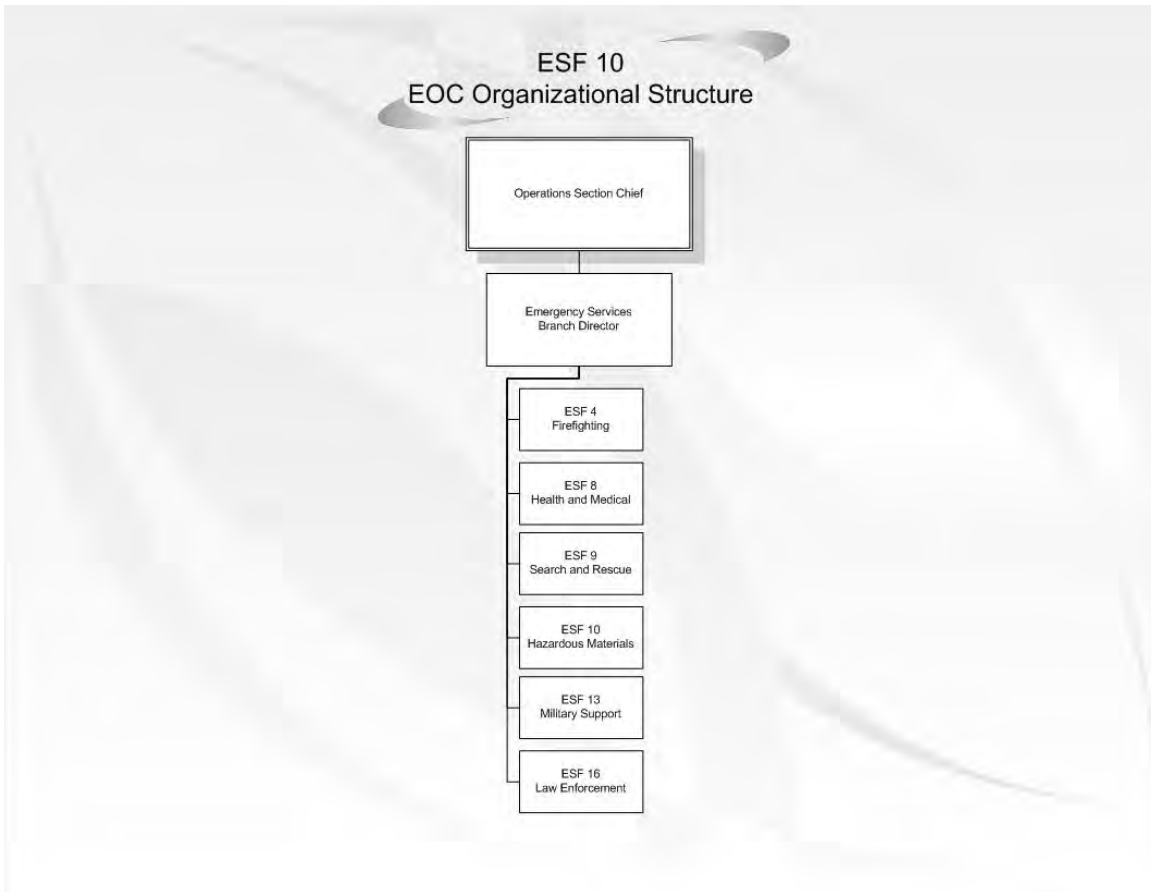 ESF 10
EOC Organizational Structure
Operations Section Chief
Emergency Services
Branch Director
ESF 4
Firefighting
ESF 8
Health and Medical
ESF 9
Search and Rescue
ESF 10
Hazardous Materials
ESF 13
Military Support
ESF 16
Law Enforcement